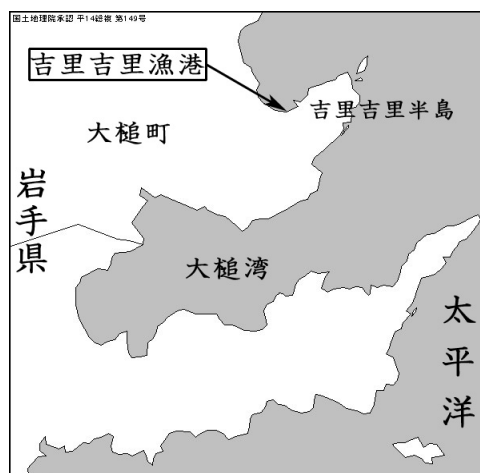 国土地理院承認 平14総複 第149号
吉里吉里漁港
吉里吉里半島
大槌町
岩手県
大槌湾
太平洋